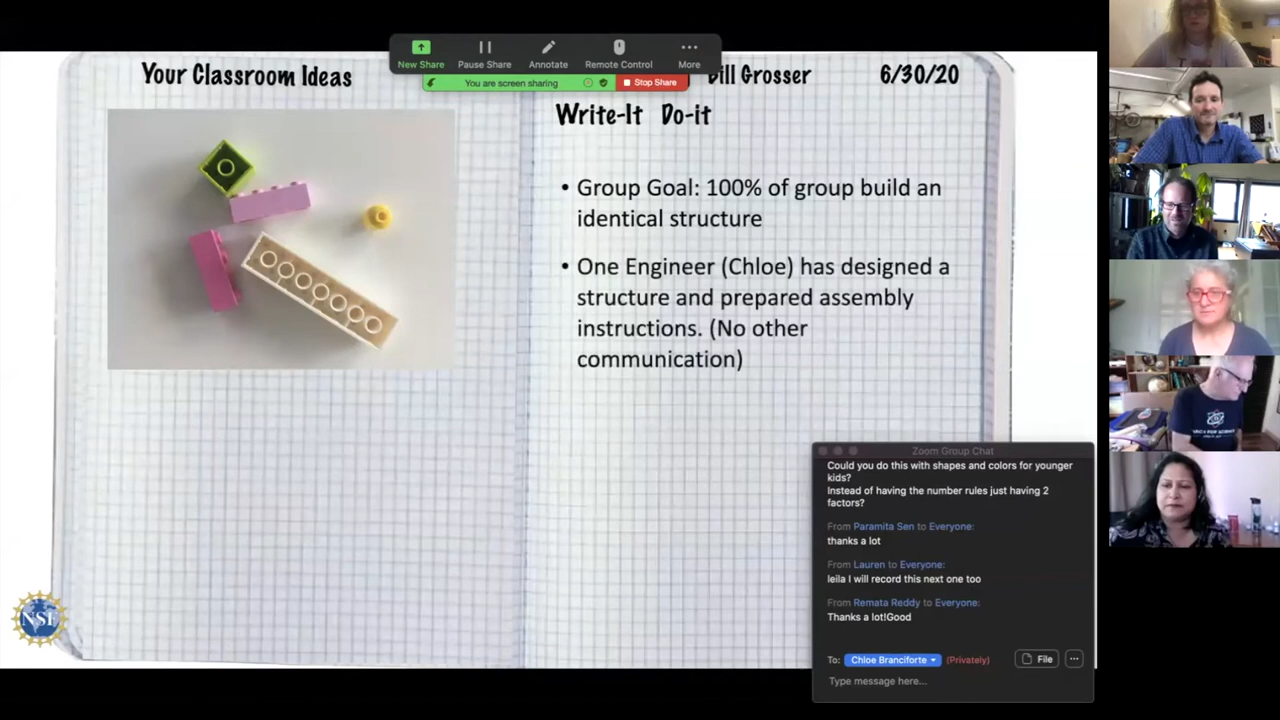 New Share
Pause Share
Annotate
Remote Control
More
You are screen sharing
Stop Share
Your Classroom Ideas
Bill Grosser
6/30/20
Write-It Do-it
• Group Goal: 100% of group build an
identical structure
• One Engineer (Chloe) has designed a
structure and prepared assembly
instructions. (No other
communication)
NSF
Zoom Group Chat
Could you do this with shapes and colors for younger
kids?
Instead of having the number rules just having 2
factors?
From Paramita Sen to Everyone:
thanks a lot
From Lauren to Everyone:
leila I will record this next one too
From Remata Reddy to Everyone:
Thanks a lot!Good
To: Chloe Branciforte (Privately)
File
Type message here...